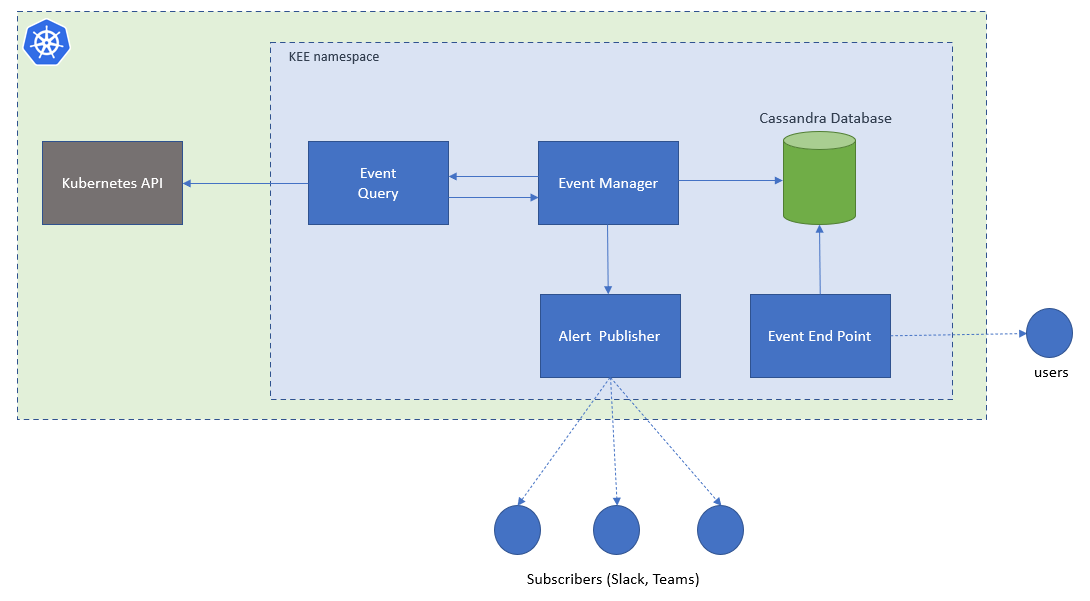 KEE namespace
Cassandra Database
Kubernetes API
Event
Query
Event Manager
Alert  Publisher
Event End Point
users
Subscribers (Slack, Teams)